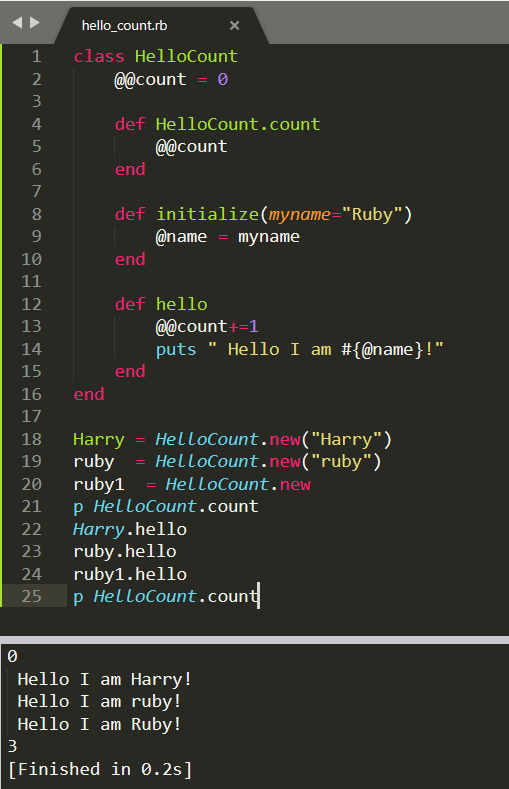 hello_count.rb ×
1 class HelloCount
2     @@count = 0
3
4     def HelloCount.count
5         @@count
6     end
7
8     def initialize(myname="Ruby")
9         @name = myname
10     end
11
12     def hello
13         @@count+=1
14         puts " Hello I am #{@name}!"
15     end
16 end
17
18 Harry = HelloCount.new("Harry")
19 ruby  = HelloCount.new("ruby")
20 ruby1  = HelloCount.new
21 p HelloCount.count
22 Harry.hello
23 ruby.hello
24 ruby1.hello
25 p HelloCount.count
0
 Hello I am Harry!
 Hello I am ruby!
 Hello I am Ruby!
3
[Finished in 0.2s]